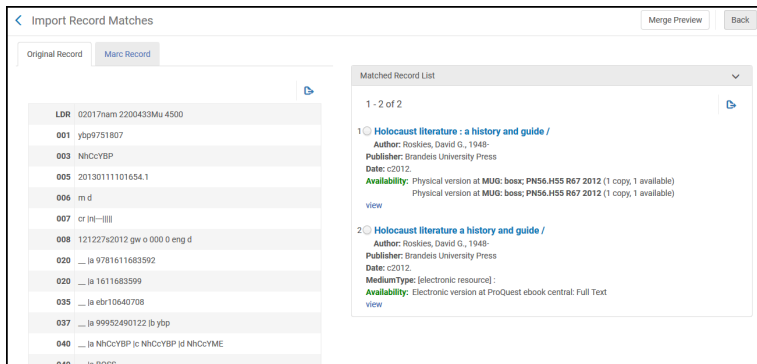 Import Record Matches
Merge Preview
Back
Original Record
Marc Record
LDR 02017nam 2200433Mu 4500
001 ybp9751807
003 NhCcYBP
005 20130111101654.1
006 m d
007 cr |n|---|||||
008 121227s2012 gw o 000 0 eng d
020 __ |a 9781611683592
020 __ |a 1611683599
035 __ |a ebr10640708
037 __ |a 99952490122 |b ybp
040 __ |a NhCcYBP |c NhCcYBP |d NhCcYME
Matched Record List
1 - 2 of 2
1 Holocaust literature : a history and guide /
Author: Roskies, David G., 1948-
Publisher: Brandeis University Press
Date: c2012.
Availability: Physical version at MUG: bosx; PN56.H55 R67 2012 (1 copy, 1 available)
Physical version at MUG: buss; PN56.H55 R67 2012 (1 copy, 1 available)
view
2 Holocaust literature a history and guide /
Author: Roskies, David G., 1948-
Publisher: Brandeis University Press
Date: c2012.
MediumType: [electronic resource] :
Availability: Electronic version at ProQuest ebook central: Full Text
view